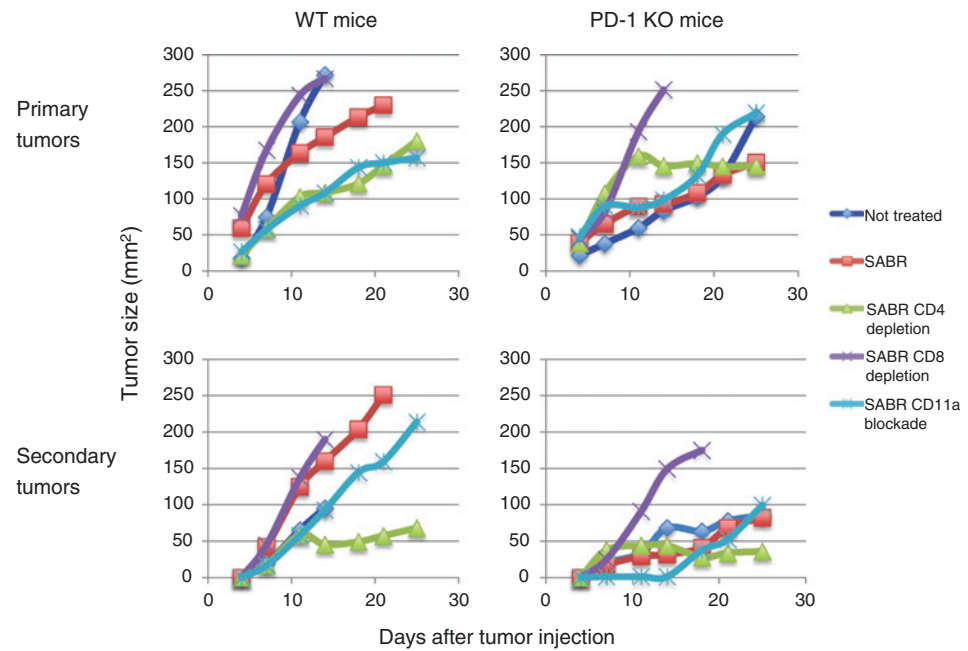 WT mice
PD-1 KO mice
Primary
tumors
300
250
200
150
100
50
0
0
10
20
30
300
250
200
150
100
50
0
0
10
20
30
Tumor size (mm²)
Secondary
tumors
300
250
200
150
100
50
0
0
10
20
30
300
250
200
150
100
50
0
0
10
20
30
Days after tumor injection
Not treated
SABR
SABR CD4
depletion
SABR CD8
depletion
SABR CD11a
blockade